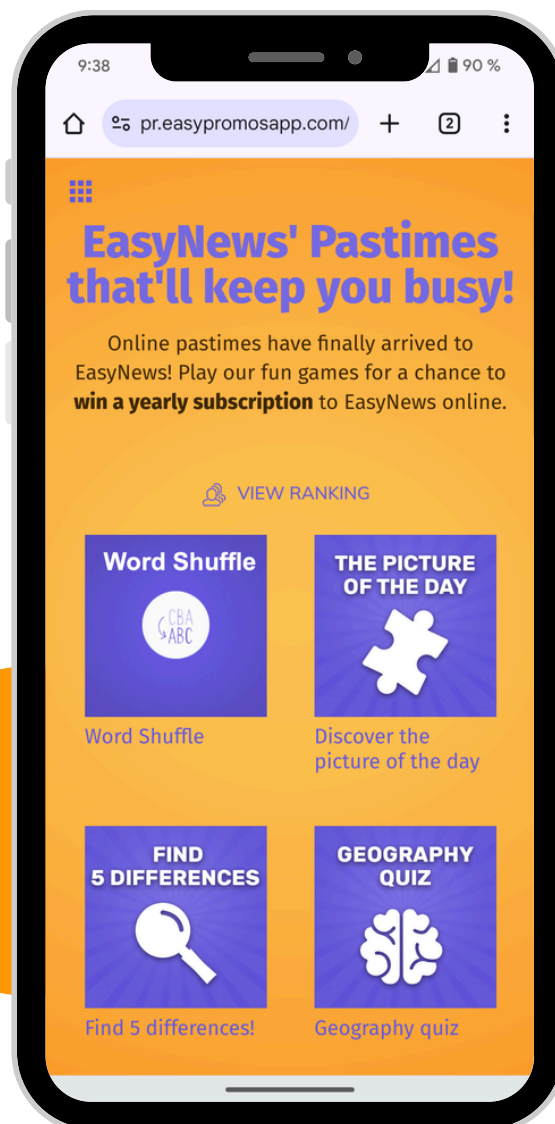 9:38
90 %
pr.easypromosapp.com/
2
EasyNews' Pastimes
that'll keep you busy!
Online pastimes have finally arrived to
EasyNews! Play our fun games for a chance to
win a yearly subscription to EasyNews online.
VIEW RANKING
Word Shuffle
CBA
ABC
Word Shuffle
THE PICTURE
OF THE DAY
Discover the
picture of the day
FIND
5 DIFFERENCES
Find 5 differences!
GEOGRAPHY
QUIZ
Geography quiz